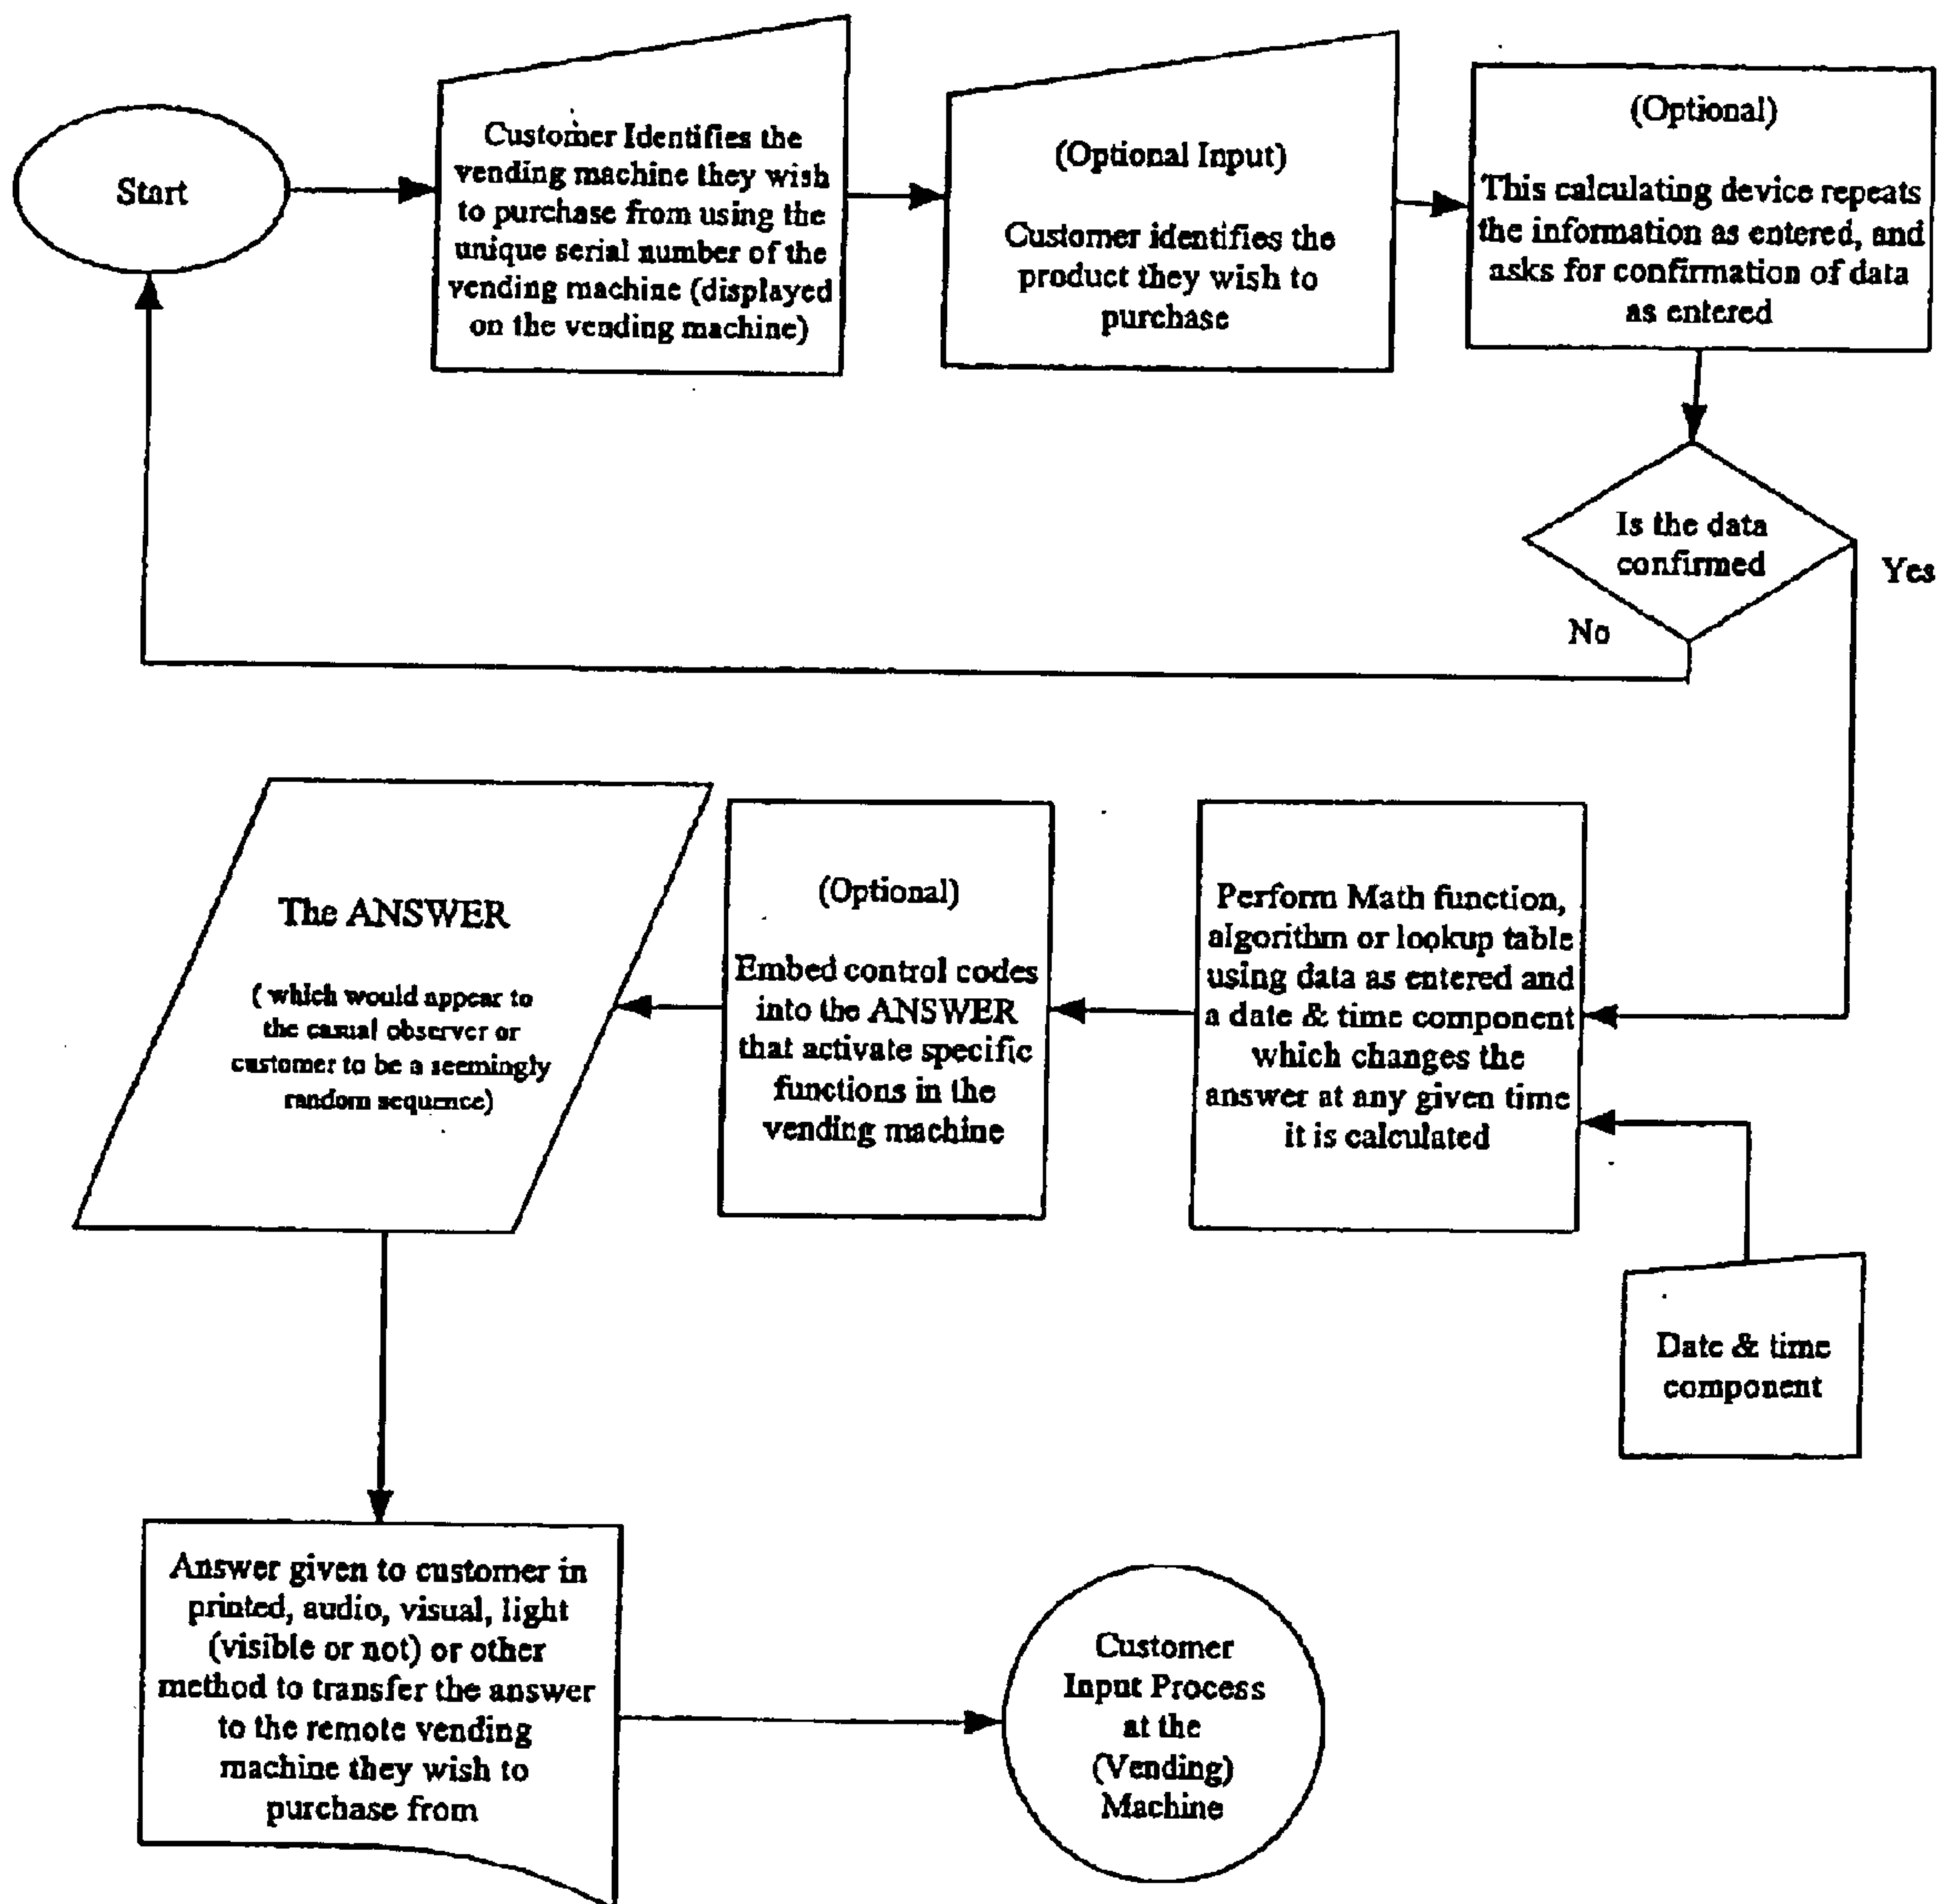 Start
Customer Identifies the
vending machine they wish
to purchase from using the
unique serial number of the
vending machine (displayed
on the vending machine)
(Optional Input)
Customer identifies the
product they wish to
purchase
(Optional)
This calculating device repeats
the information as entered, and
asks for confirmation of data
as entered
Is the data
confirmed
Yes
No
Perform Math function,
algorithm or lookup table
using data as entered and
a date & time component
which changes the
answer at any given time
it is calculated
Date & time
component
(Optional)
Embed control codes
into the ANSWER
that activate specific
functions in the
vending machine
The ANSWER
( which would appear to
the casual observer or
customer to be a seemingly
random sequence)
Answer given to customer in
printed, audio, visual, light
(visible or not) or other
method to transfer the answer
to the remote vending
machine they wish to
purchase from
Customer
Input Process
at the
(Vending)
Machine